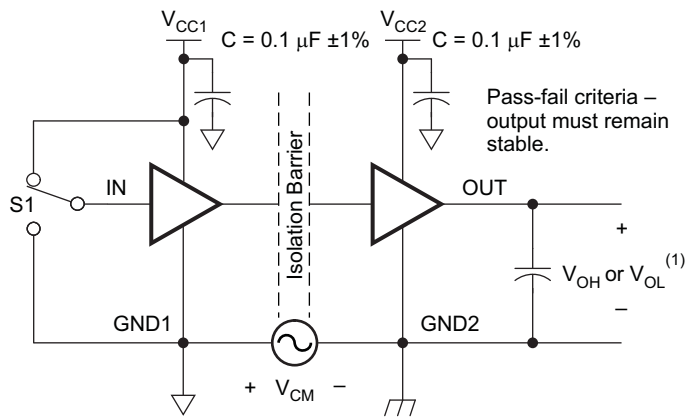 VCC1
C = 0.1 μF ±1%
VCC2
C = 0.1 μF ±1%
Pass-fail criteria –
output must remain
stable.
Isolation Barrier
IN
OUT
S1
+
VOH or VOL (1)
–
GND1
GND2
+ VCM –